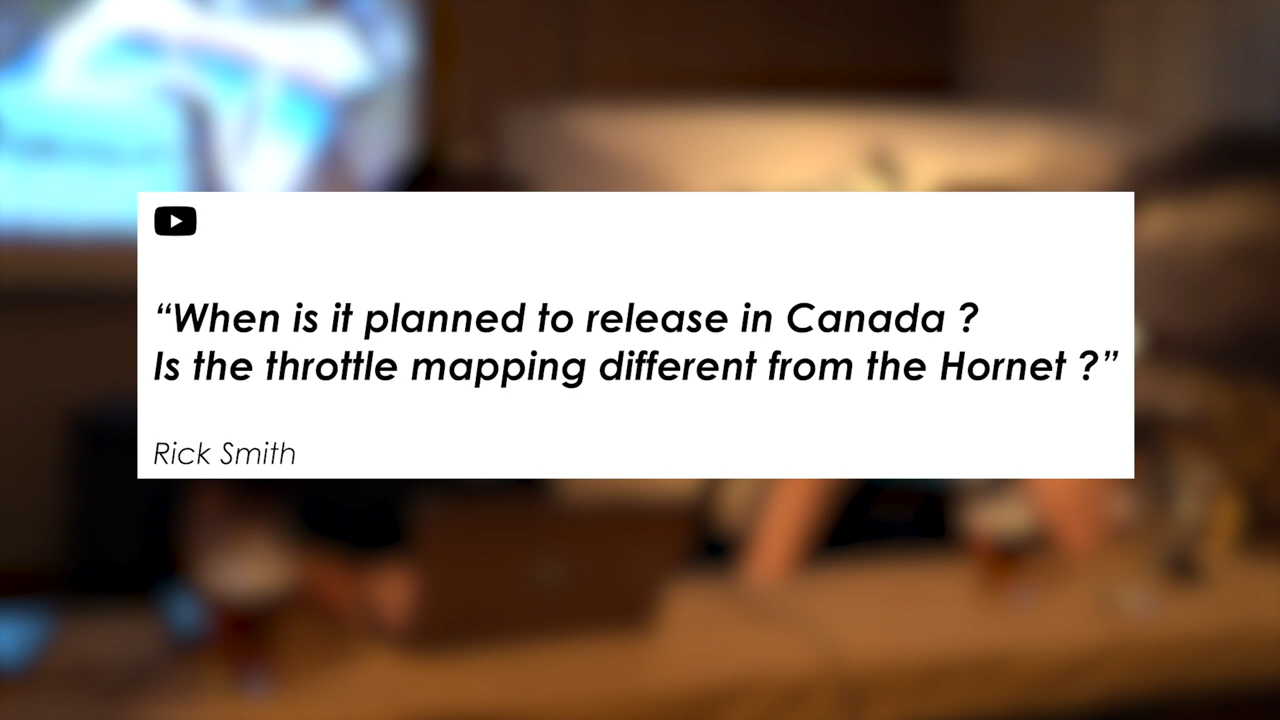 “When is it planned to release in Canada ?
Is the throttle mapping different from the Hornet ?”
Rick Smith